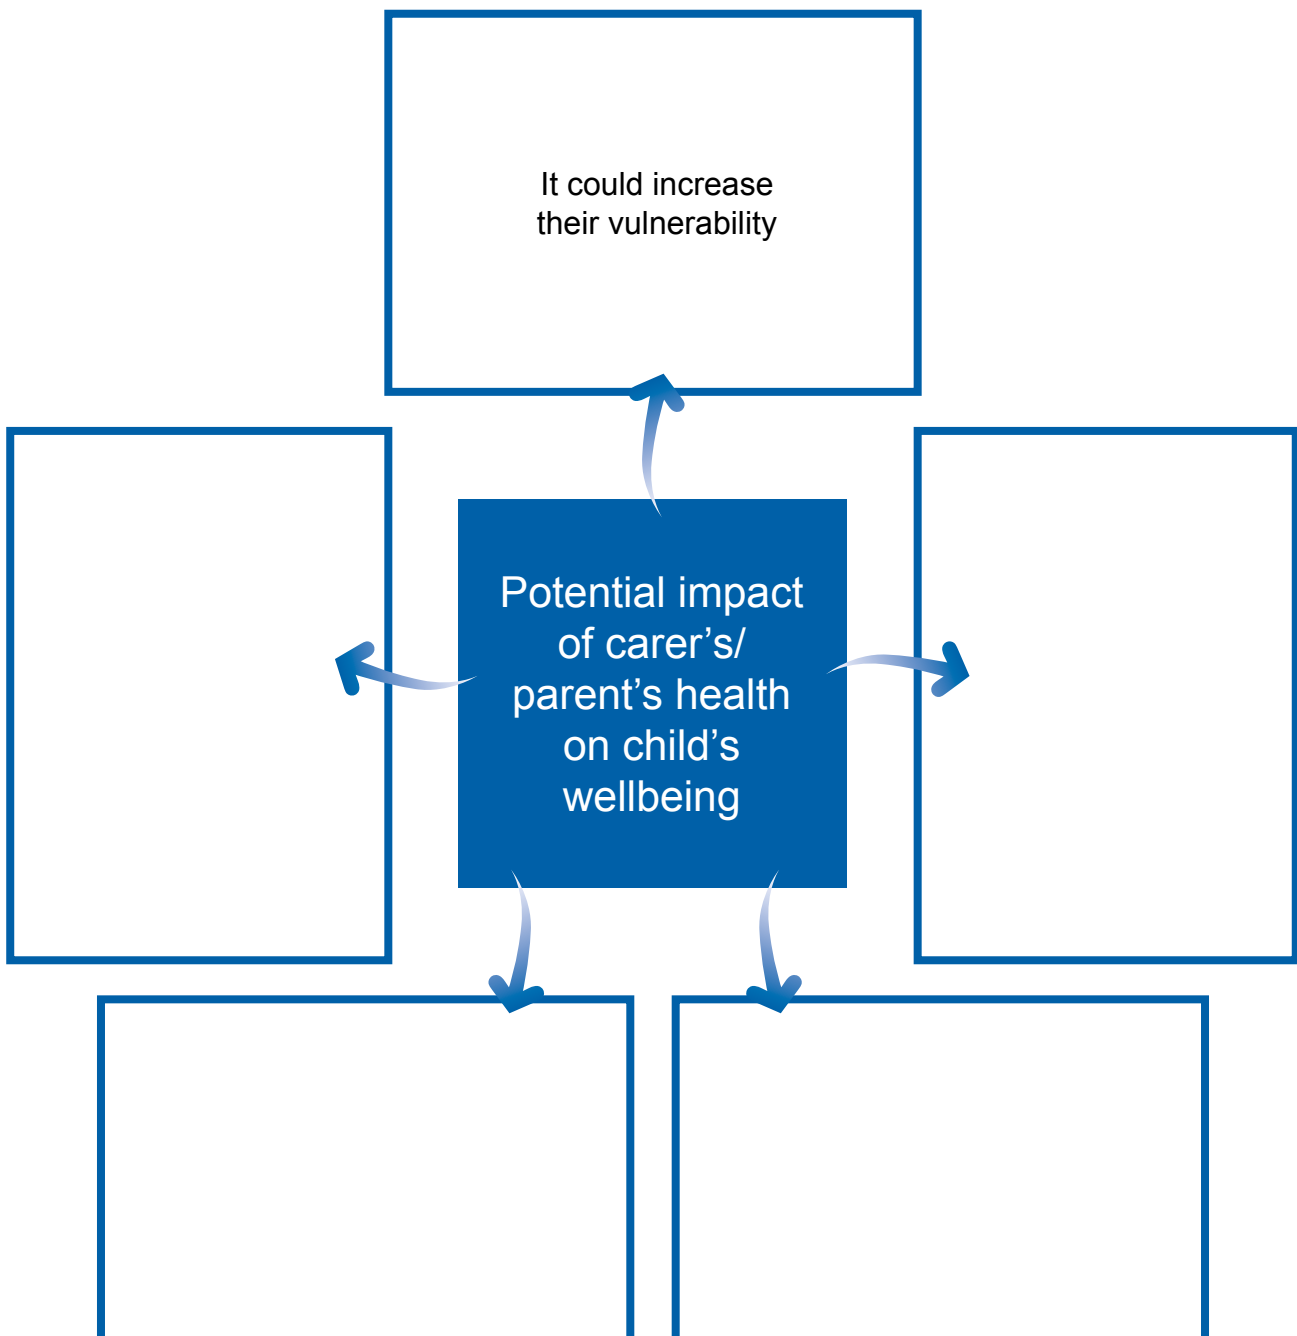 It could increase
their vulnerability
Potential impact
of carer’s/
parent’s health
on child’s
wellbeing